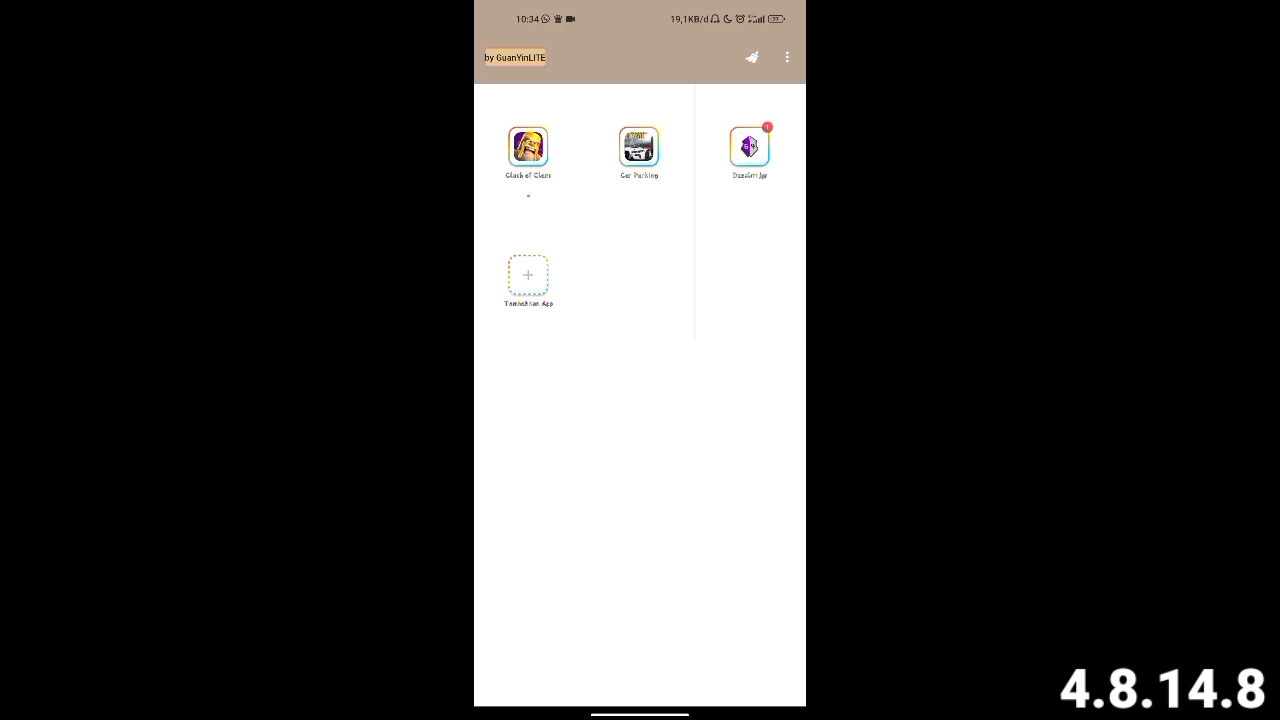 10:34
19,1KB/d
by GuanYinLITE
Clash of Clans
Car Parking
Tambahkan App
4.8.14.8